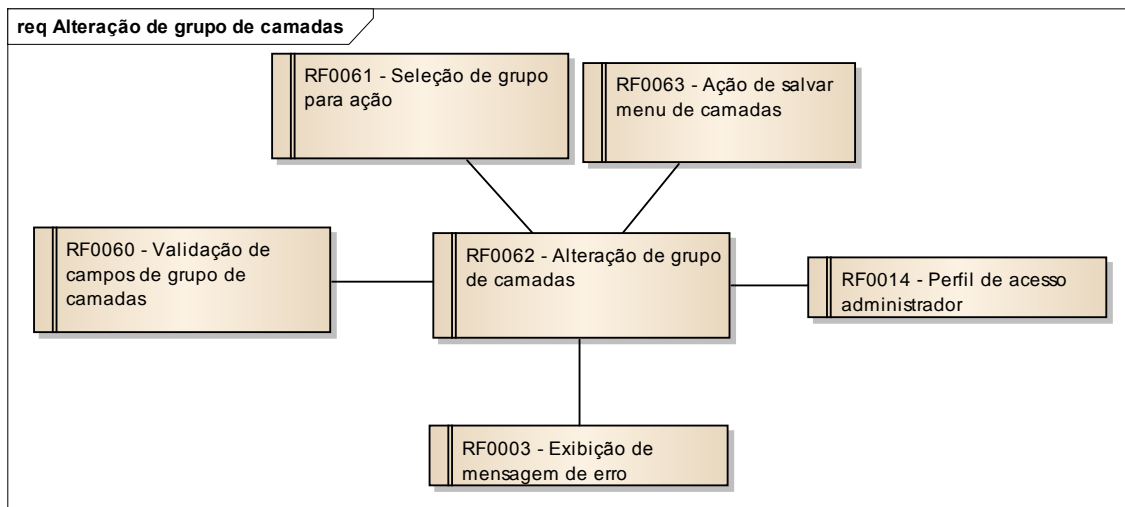 req Alteração de grupo de camadas
RF0061 - Seleção de grupo
para ação
RF0063 - Ação de salvar
menu de camadas
RF0060 - Validação de
campos de grupo de
camadas
RF0062 - Alteração de grupo
de camadas
RF0014 - Perfil de acesso
administrador
RF0003 - Exibição de
mensagem de erro